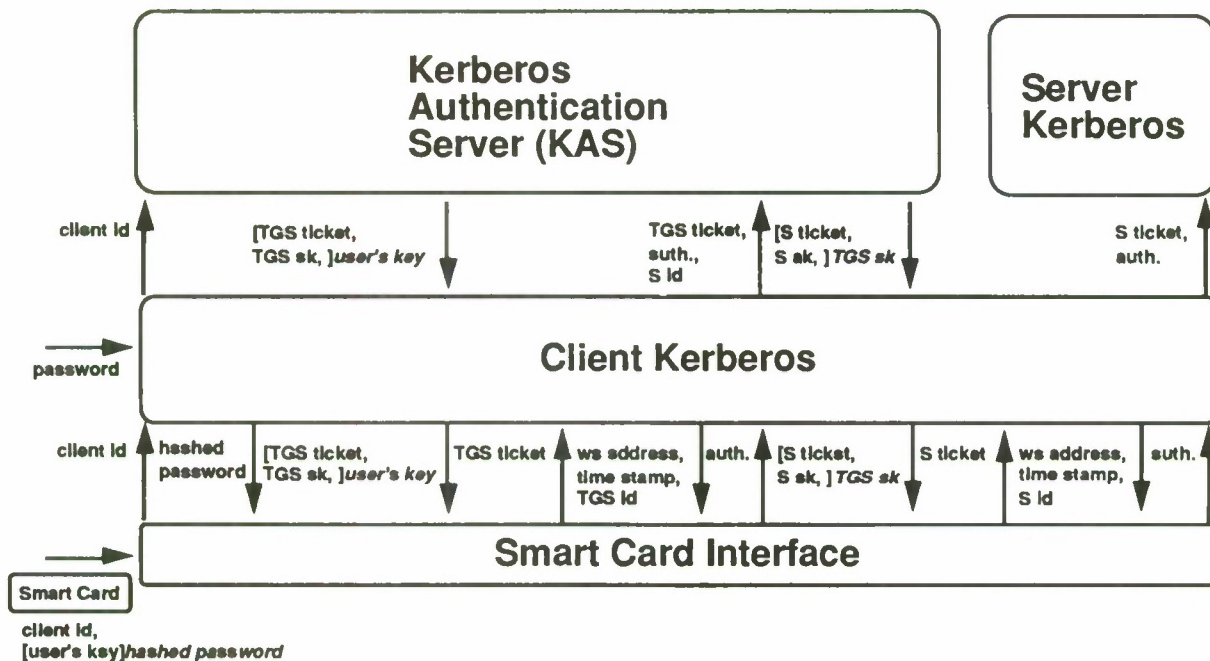 Kerberos
Authentication
Server (KAS)
Server
Kerberos
client id
[TGS ticket,
TGS sk, ]user's key
TGS ticket,
auth.,
S id
[S ticket,
S sk, ]TGS sk
S ticket,
auth.
password
Client Kerberos
client id
hashed
password
[TGS ticket,
TGS sk, ]user's key
TGS ticket
ws address,
time stamp,
TGS id
auth.
[S ticket,
S sk, ]TGS sk
S ticket
ws address,
time stamp,
S id
auth.
Smart Card Interface
Smart Card
client id,
[user's key]hashed password